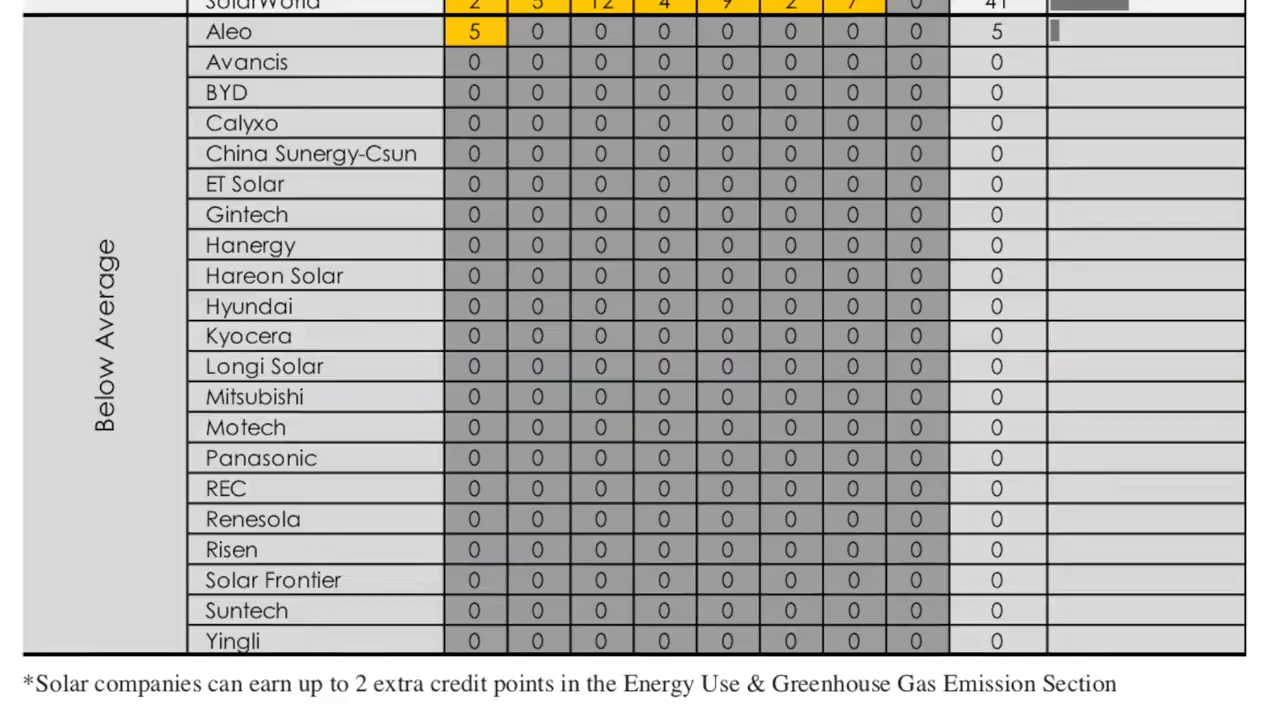 SolarWorld 2 5 12 4 9 2 7 0 41
Below Average
Aleo 5 0 0 0 0 0 0 0 5
Avancis 0 0 0 0 0 0 0 0 0
BYD 0 0 0 0 0 0 0 0 0
Calyxo 0 0 0 0 0 0 0 0 0
China Sunergy-Csun 0 0 0 0 0 0 0 0 0
ET Solar 0 0 0 0 0 0 0 0 0
Gintech 0 0 0 0 0 0 0 0 0
Hanergy 0 0 0 0 0 0 0 0 0
Hareon Solar 0 0 0 0 0 0 0 0 0
Hyundai 0 0 0 0 0 0 0 0 0
Kyocera 0 0 0 0 0 0 0 0 0
Longi Solar 0 0 0 0 0 0 0 0 0
Mitsubishi 0 0 0 0 0 0 0 0 0
Motech 0 0 0 0 0 0 0 0 0
Panasonic 0 0 0 0 0 0 0 0 0
REC 0 0 0 0 0 0 0 0 0
Renesola 0 0 0 0 0 0 0 0 0
Risen 0 0 0 0 0 0 0 0 0
Solar Frontier 0 0 0 0 0 0 0 0 0
Suntech 0 0 0 0 0 0 0 0 0
Yingli 0 0 0 0 0 0 0 0 0
*Solar companies can earn up to 2 extra credit points in the Energy Use & Greenhouse Gas Emission Section